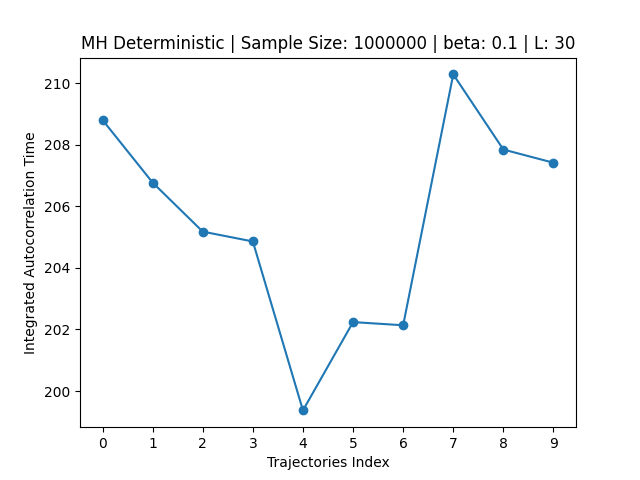 MH Deterministic | Sample Size: 1000000 | beta: 0.1 | L: 30
Integrated Autocorrelation Time
210
208
206
204
202
200
0 1 2 3 4 5 6 7 8 9
Trajectories Index